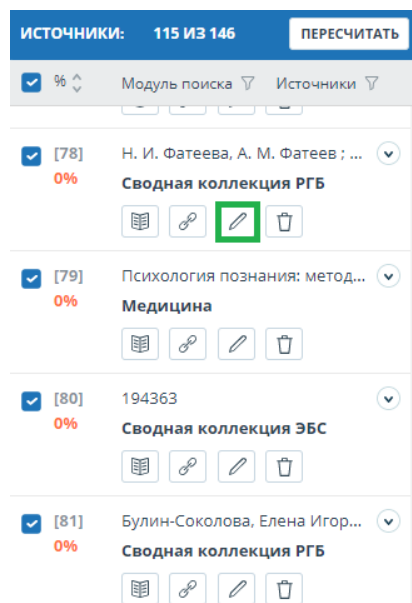 ИСТОЧНИКИ: 115 ИЗ 146 ПЕРЕСЧИТАТЬ
% Модуль поиска Источники
[78] Н. И. Фатеева, А. М. Фатеев ; ...
0% Сводная коллекция РГБ
[79] Психология познания: метод...
0% Медицина
[80] 194363
0% Сводная коллекция ЭБС
[81] Булин-Соколова, Елена Игор...
0% Сводная коллекция РГБ